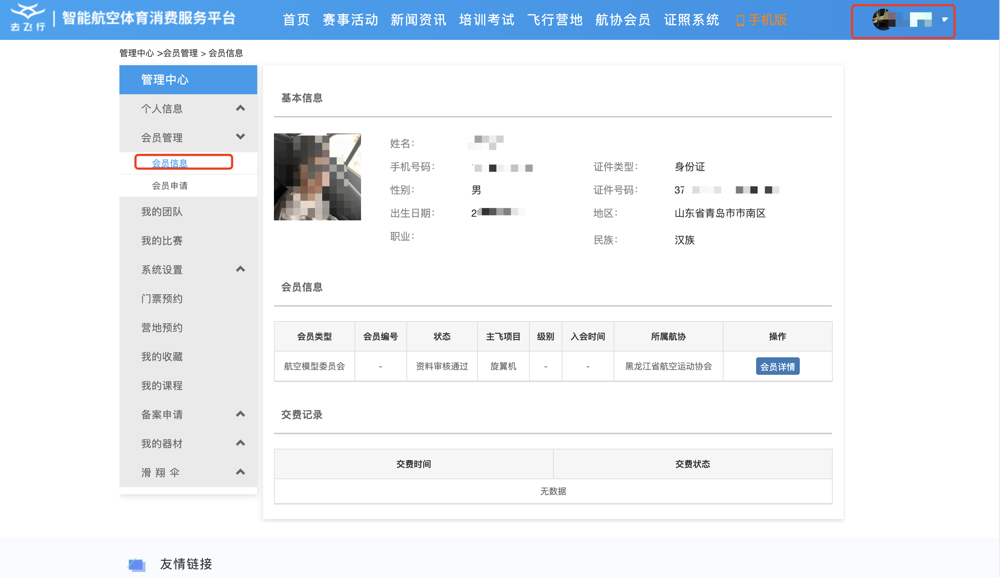 去飞行 | 智能航空体育消费服务平台 首页 赛事活动 新闻资讯 培训考试 飞行营地 航协会员 证照系统 手机版
管理中心 >会员管理 > 会员信息
管理中心
个人信息
会员管理
会员信息
会员申请
我的团队
我的比赛
系统设置
门票预约
营地预约
我的收藏
我的课程
备案申请
我的器材
滑 翔 伞
基本信息
姓名：
手机号码： 证件类型： 身份证
性别： 男 证件号码： 37
出生日期： 2 地区： 山东省青岛市市南区
职业： 民族： 汉族
会员信息
会员类型 会员编号 状态 主飞项目 级别 入会时间 所属航协 操作
航空模型委员会 - 资料审核通过 旋翼机 - - 黑龙江省航空运动协会 会员详情
交费记录
交费时间 交费状态
无数据
友情链接